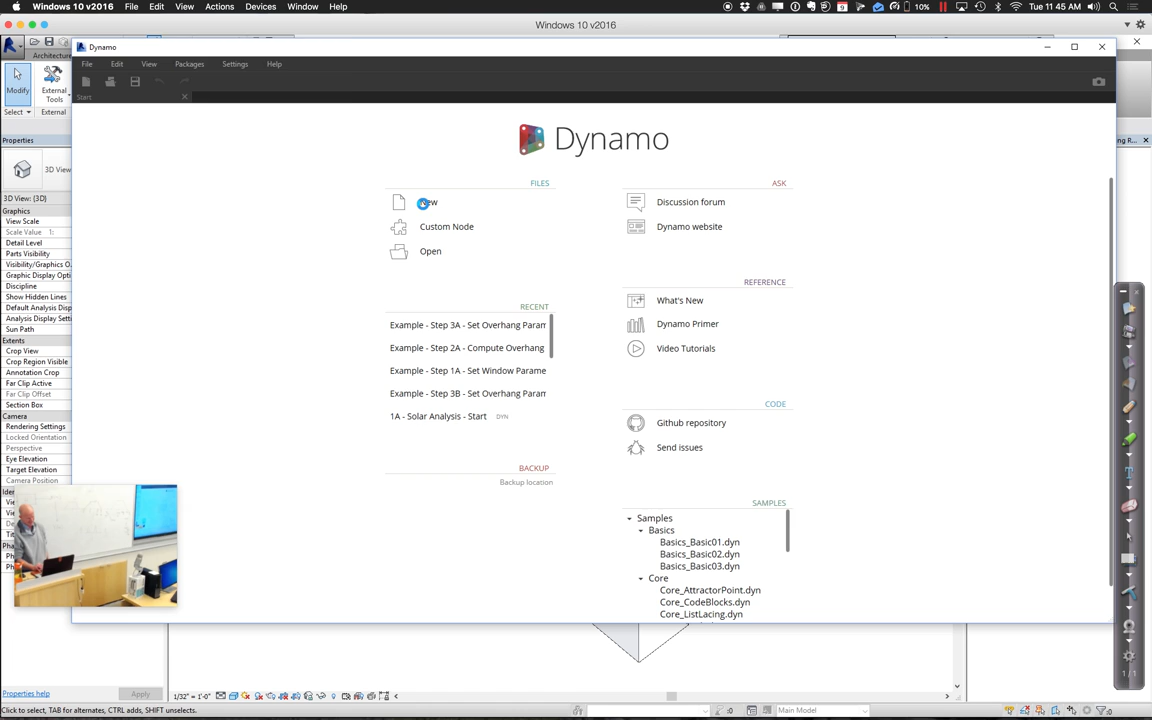 Windows 10 v2016 File Edit View Actions Devices Window Help 9 10% Tue 11 45 AM
Windows 10 v2016
Dynamo
Architecture
Modify
External
Tools
Select
External
File Edit View Packages Settings Help
Start
Properties
3D View
3D View: {3D}
Graphics
View Scale
Scale Value 1:
Detail Level
Parts Visibility
Visibility/Graphics O
Graphic Display Opti
Discipline
Show Hidden Lines
Default Analysis Disp
Analysis Display Setti
Sun Path
Extents
Crop View
Crop Region Visible
Annotation Crop
Far Clip Active
Far Clip Offset
Section Box
Camera
Rendering Settings
Locked Orientation
Perspective
Eye Elevation
Target Elevation
Camera Position
Properties help
Apply
Dynamo
FILES
New
Custom Node
Open
RECENT
Example - Step 3A - Set Overhang Param
Example - Step 2A - Compute Overhang
Example - Step 1A - Set Window Parame
Example - Step 3B - Set Overhang Param
1A - Solar Analysis - Start DYN
BACKUP
Backup location
ASK
Discussion forum
Dynamo website
REFERENCE
What's New
Dynamo Primer
Video Tutorials
CODE
Github repository
Send issues
SAMPLES
Samples
Basics
Basics_Basic01.dyn
Basics_Basic02.dyn
Basics_Basic03.dyn
Core
Core_AttractorPoint.dyn
Core_CodeBlocks.dyn
Core_ListLacing.dyn
1 / 1
1/32" = 1'-0"
Click to select, TAB for alternates, CTRL adds, SHIFT unselects.
:0
Main Model
:0